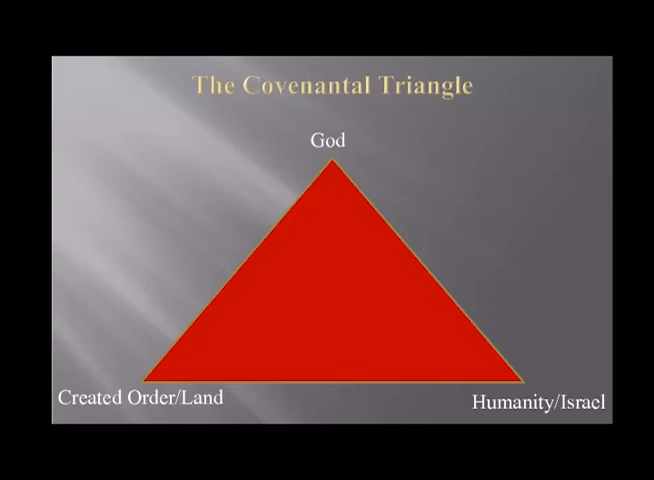 The Covenantal Triangle
God
Created Order/Land
Humanity/Israel